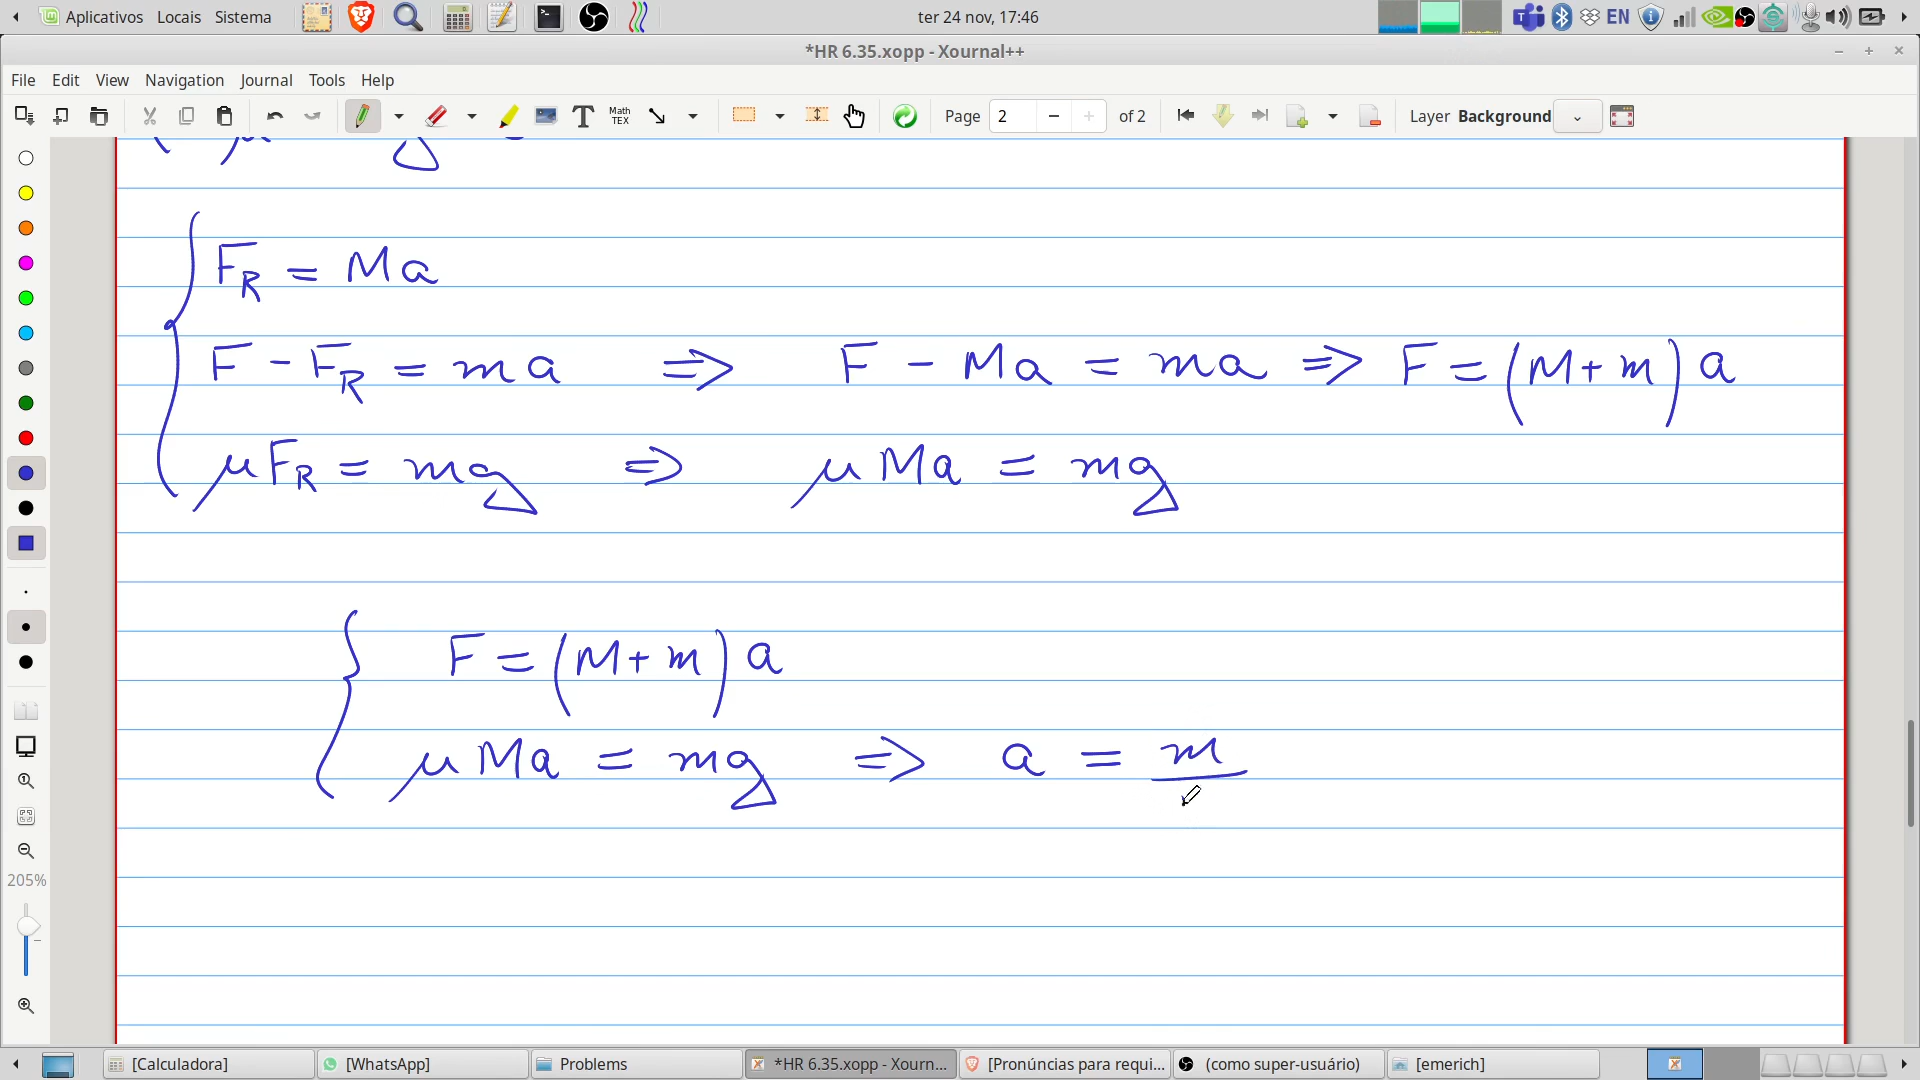 Aplicativos Locais Sistema ter 24 nov, 17:46 EN
*HR 6.35.xopp - Xournal++
File Edit View Navigation Journal Tools Help
Math TEX Page 2 of 2 Layer Background
F_R = Ma
F - F_R = ma ⇒ F - Ma = ma ⇒ F = (M+m) a
μF_R = mg ⇒ μMa = mg
F = (M+m) a
μMa = mg ⇒ a = m
205%
[Calculadora] [WhatsApp] Problems *HR 6.35.xopp - Xourn... [Pronúncias para requi... (como super-usuário) [emerich]